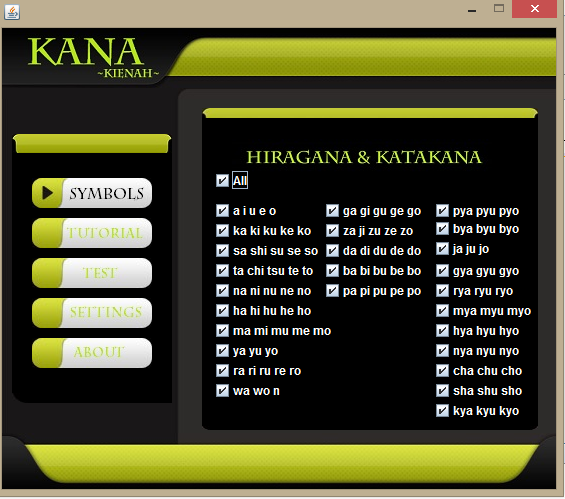 KANA
~KIENAH~
SYMBOLS
TUTORIAL
TEST
SETTINGS
ABOUT
HIRAGANA & KATAKANA
All
a i u e o
ka ki ku ke ko
sa shi su se so
ta chi tsu te to
na ni nu ne no
ha hi hu he ho
ma mi mu me mo
ya yu yo
ra ri ru re ro
wa wo n
ga gi gu ge go
za ji zu ze zo
da di du de do
ba bi bu be bo
pa pi pu pe po
pya pyu pyo
bya byu byo
ja ju jo
gya gyu gyo
rya ryu ryo
mya myu myo
hya hyu hyo
nya nyu nyo
cha chu cho
sha shu sho
kya kyu kyo